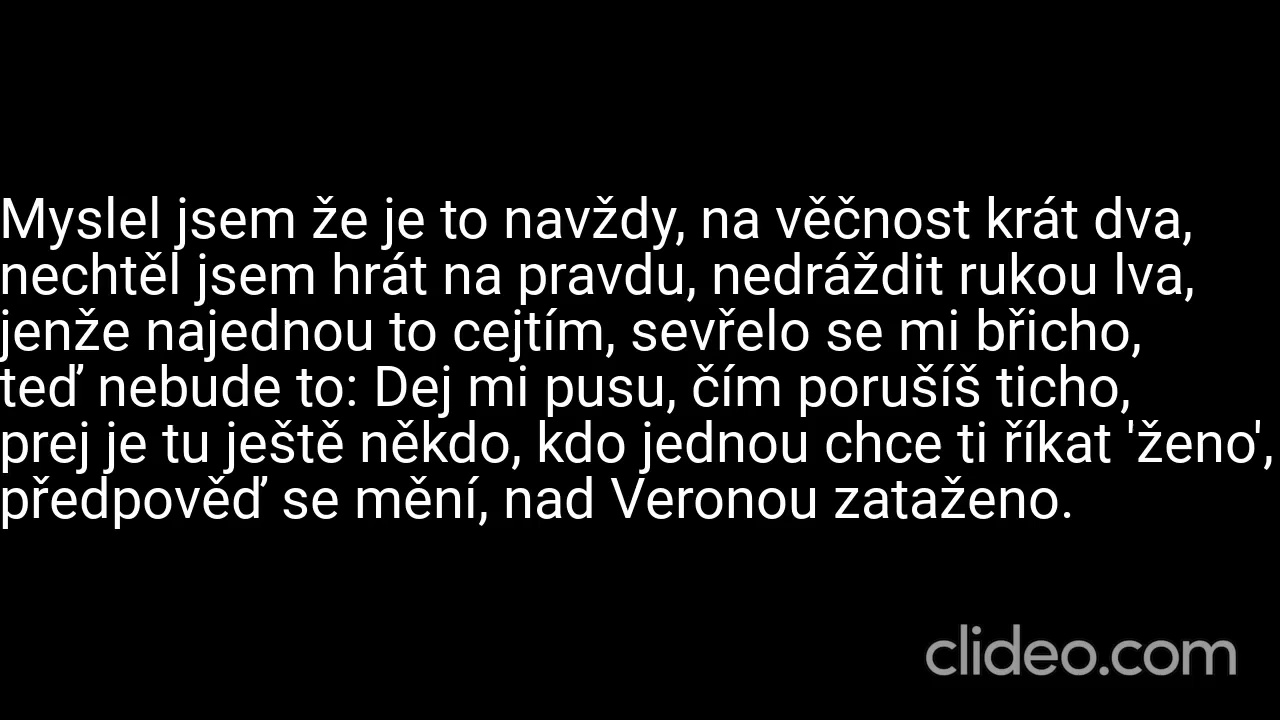 Myslel jsem že je to navždy, na věčnost krát dva,
nechtěl jsem hrát na pravdu, nedráždit rukou lva,
jenže najednou to cejtím, sevřelo se mi břicho,
teď nebude to: Dej mi pusu, čím porušíš ticho,
prej je tu ještě někdo, kdo jednou chce ti říkat 'ženo',
předpověď se mění, nad Veronou zataženo.
clideo.com